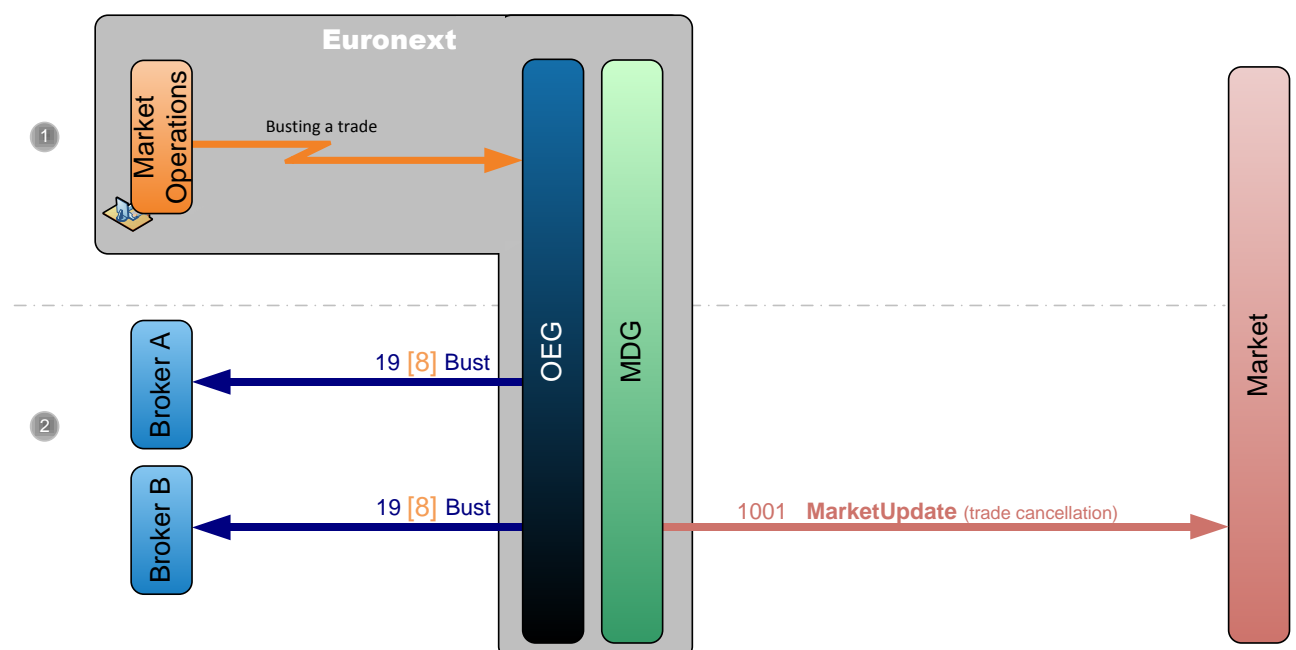 Euronext
1
Market
Operations
Busting a trade
OEG
MDG
Market
2
Broker A
19 [8] Bust
Broker B
19 [8] Bust
1001 MarketUpdate (trade cancellation)